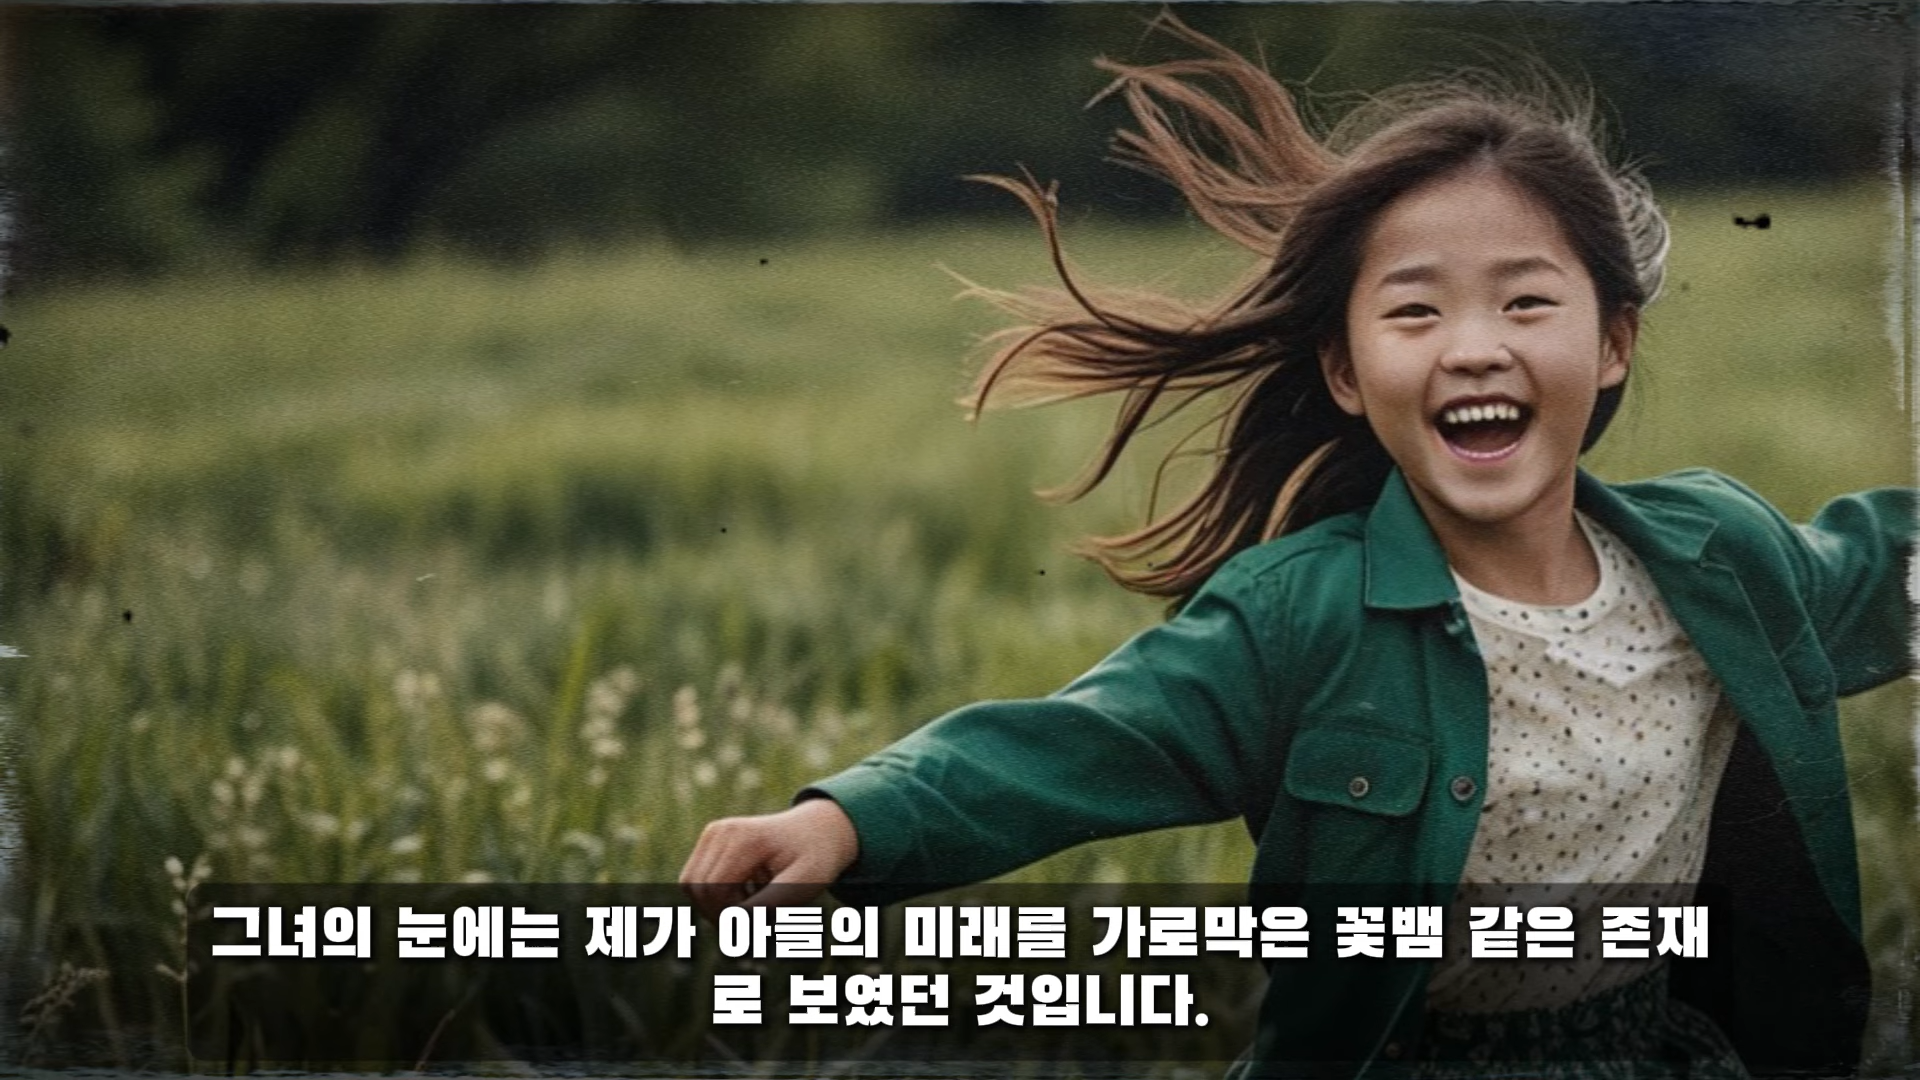 그녀의 눈에는 제가 아들의 미래를 가로막은 꽃뱀 같은 존재
로 보였던 것입니다.